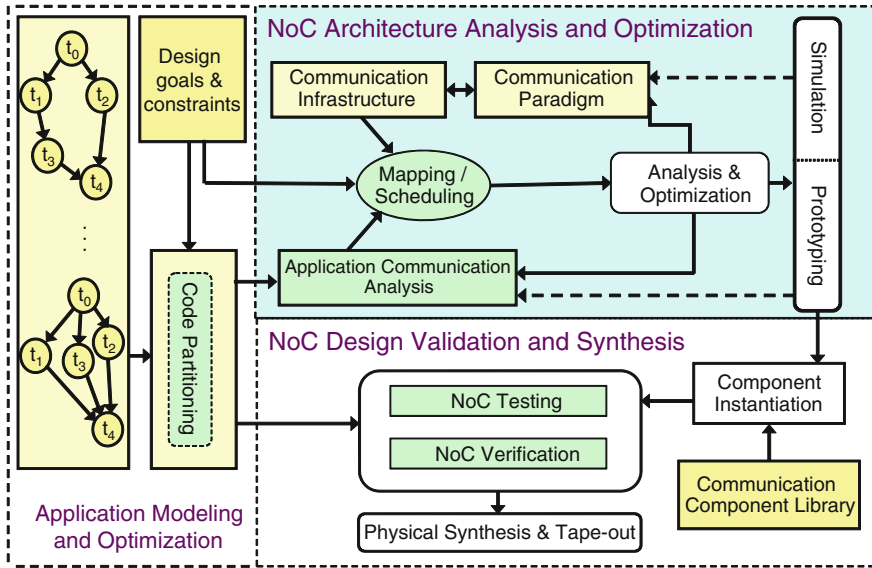 t0
t1
t2
t3
t4
...
t0
t1
t3
t2
t4
Design
goals &
constraints
Code Partitioning
Application Modeling
and Optimization
NoC Architecture Analysis and Optimization
Communication
Infrastructure
Communication
Paradigm
Mapping /
Scheduling
Analysis &
Optimization
Application Communication
Analysis
Simulation
Prototyping
NoC Design Validation and Synthesis
NoC Testing
NoC Verification
Component
Instantiation
Communication
Component Library
Physical Synthesis & Tape-out